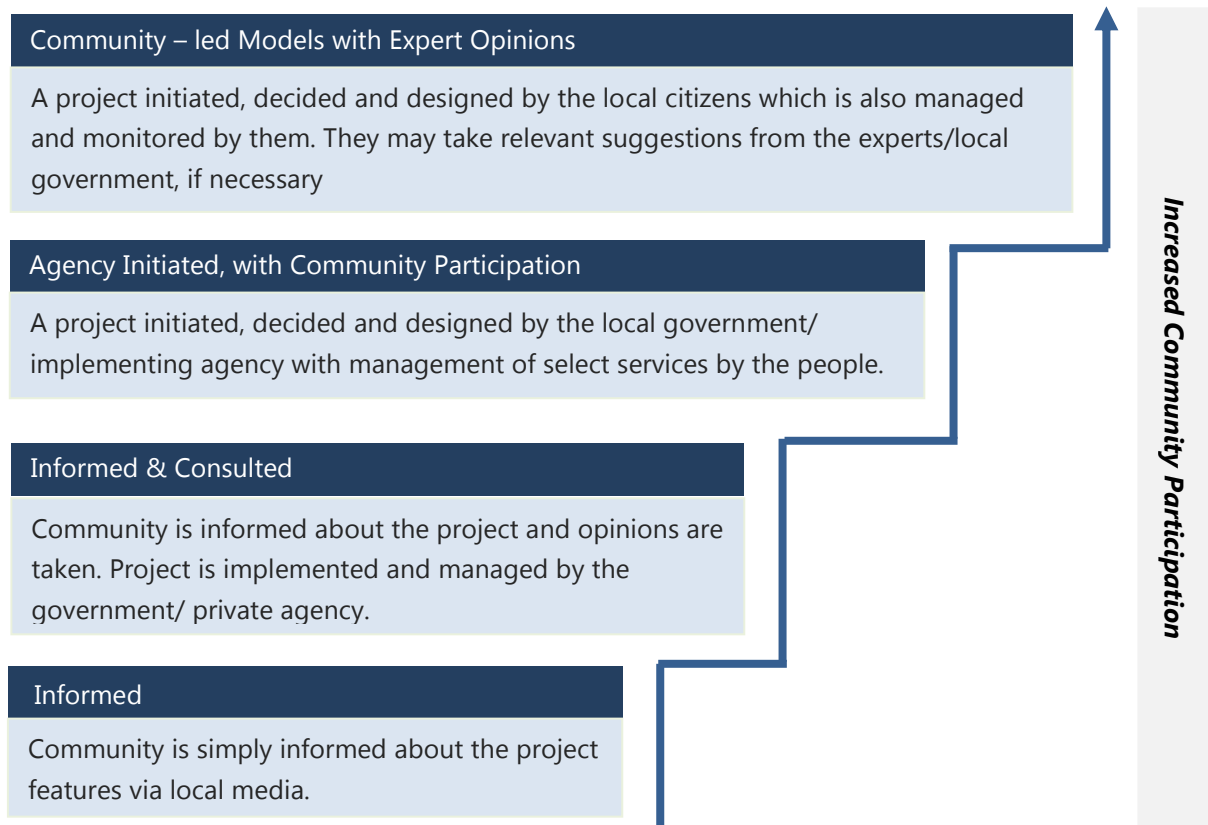 Community – led Models with Expert Opinions
A project initiated, decided and designed by the local citizens which is also managed
and monitored by them. They may take relevant suggestions from the experts/local
government, if necessary
Agency Initiated, with Community Participation
A project initiated, decided and designed by the local government/
implementing agency with management of select services by the people.
Informed & Consulted
Community is informed about the project and opinions are
taken. Project is implemented and managed by the
government/ private agency.
Informed
Community is simply informed about the project
features via local media.
Increased Community Participation